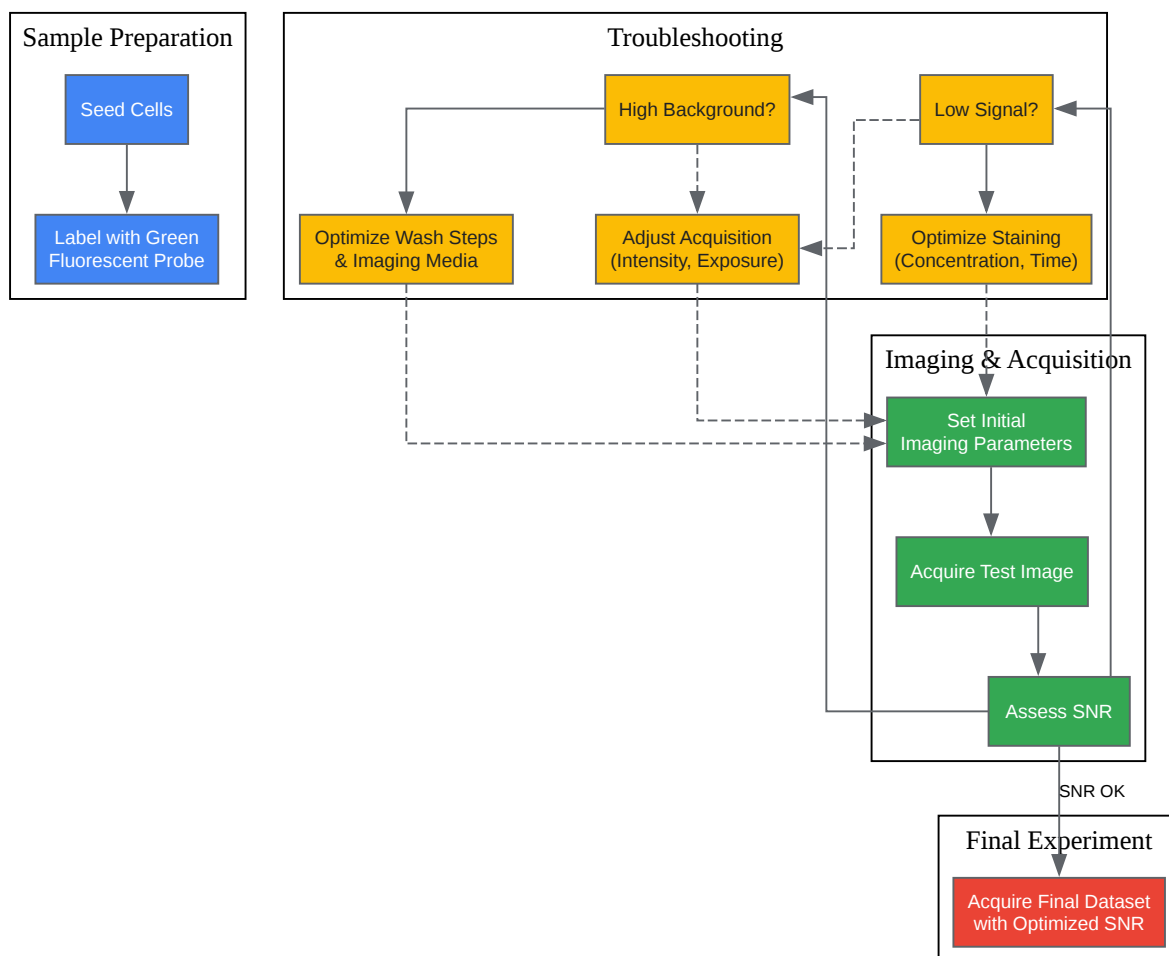 Sample Preparation
Seed Cells
Label with Green
Fluorescent Probe
Troubleshooting
High Background?
Low Signal?
Optimize Wash Steps
& Imaging Media
Adjust Acquisition
(Intensity, Exposure)
Optimize Staining
(Concentration, Time)
Imaging & Acquisition
Set Initial
Imaging Parameters
Acquire Test Image
Assess SNR
SNR OK
Final Experiment
Acquire Final Dataset
with Optimized SNR